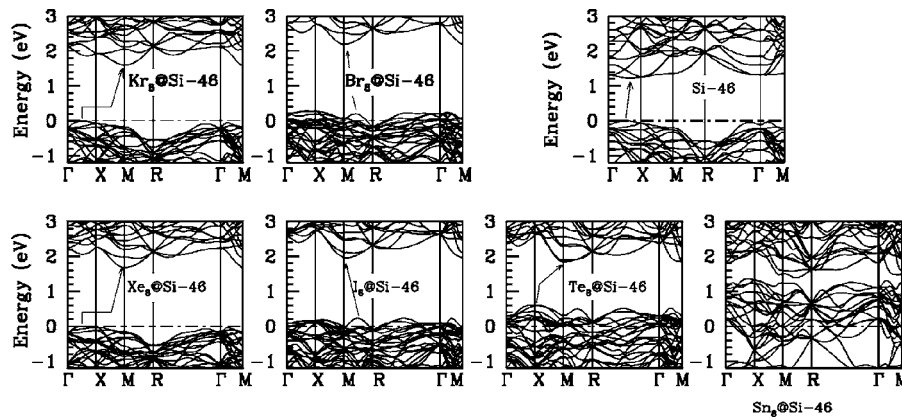 3
2
1
0
−1
Energy (eV)
Kr8@Si-46
Γ X M R Γ M
3
2
1
0
−1
Br8@Si-46
Γ X M R Γ M
3
2
1
0
−1
Energy (eV)
Si-46
Γ X M R Γ M
3
2
1
0
−1
Energy (eV)
Xe8@Si-46
Γ X M R Γ M
3
2
1
0
−1
I8@Si-46
Γ X M R Γ M
3
2
1
0
−1
Te8@Si-46
Γ X M R Γ M
3
2
1
0
−1
Γ X M R Γ M
Sn8@Si-46